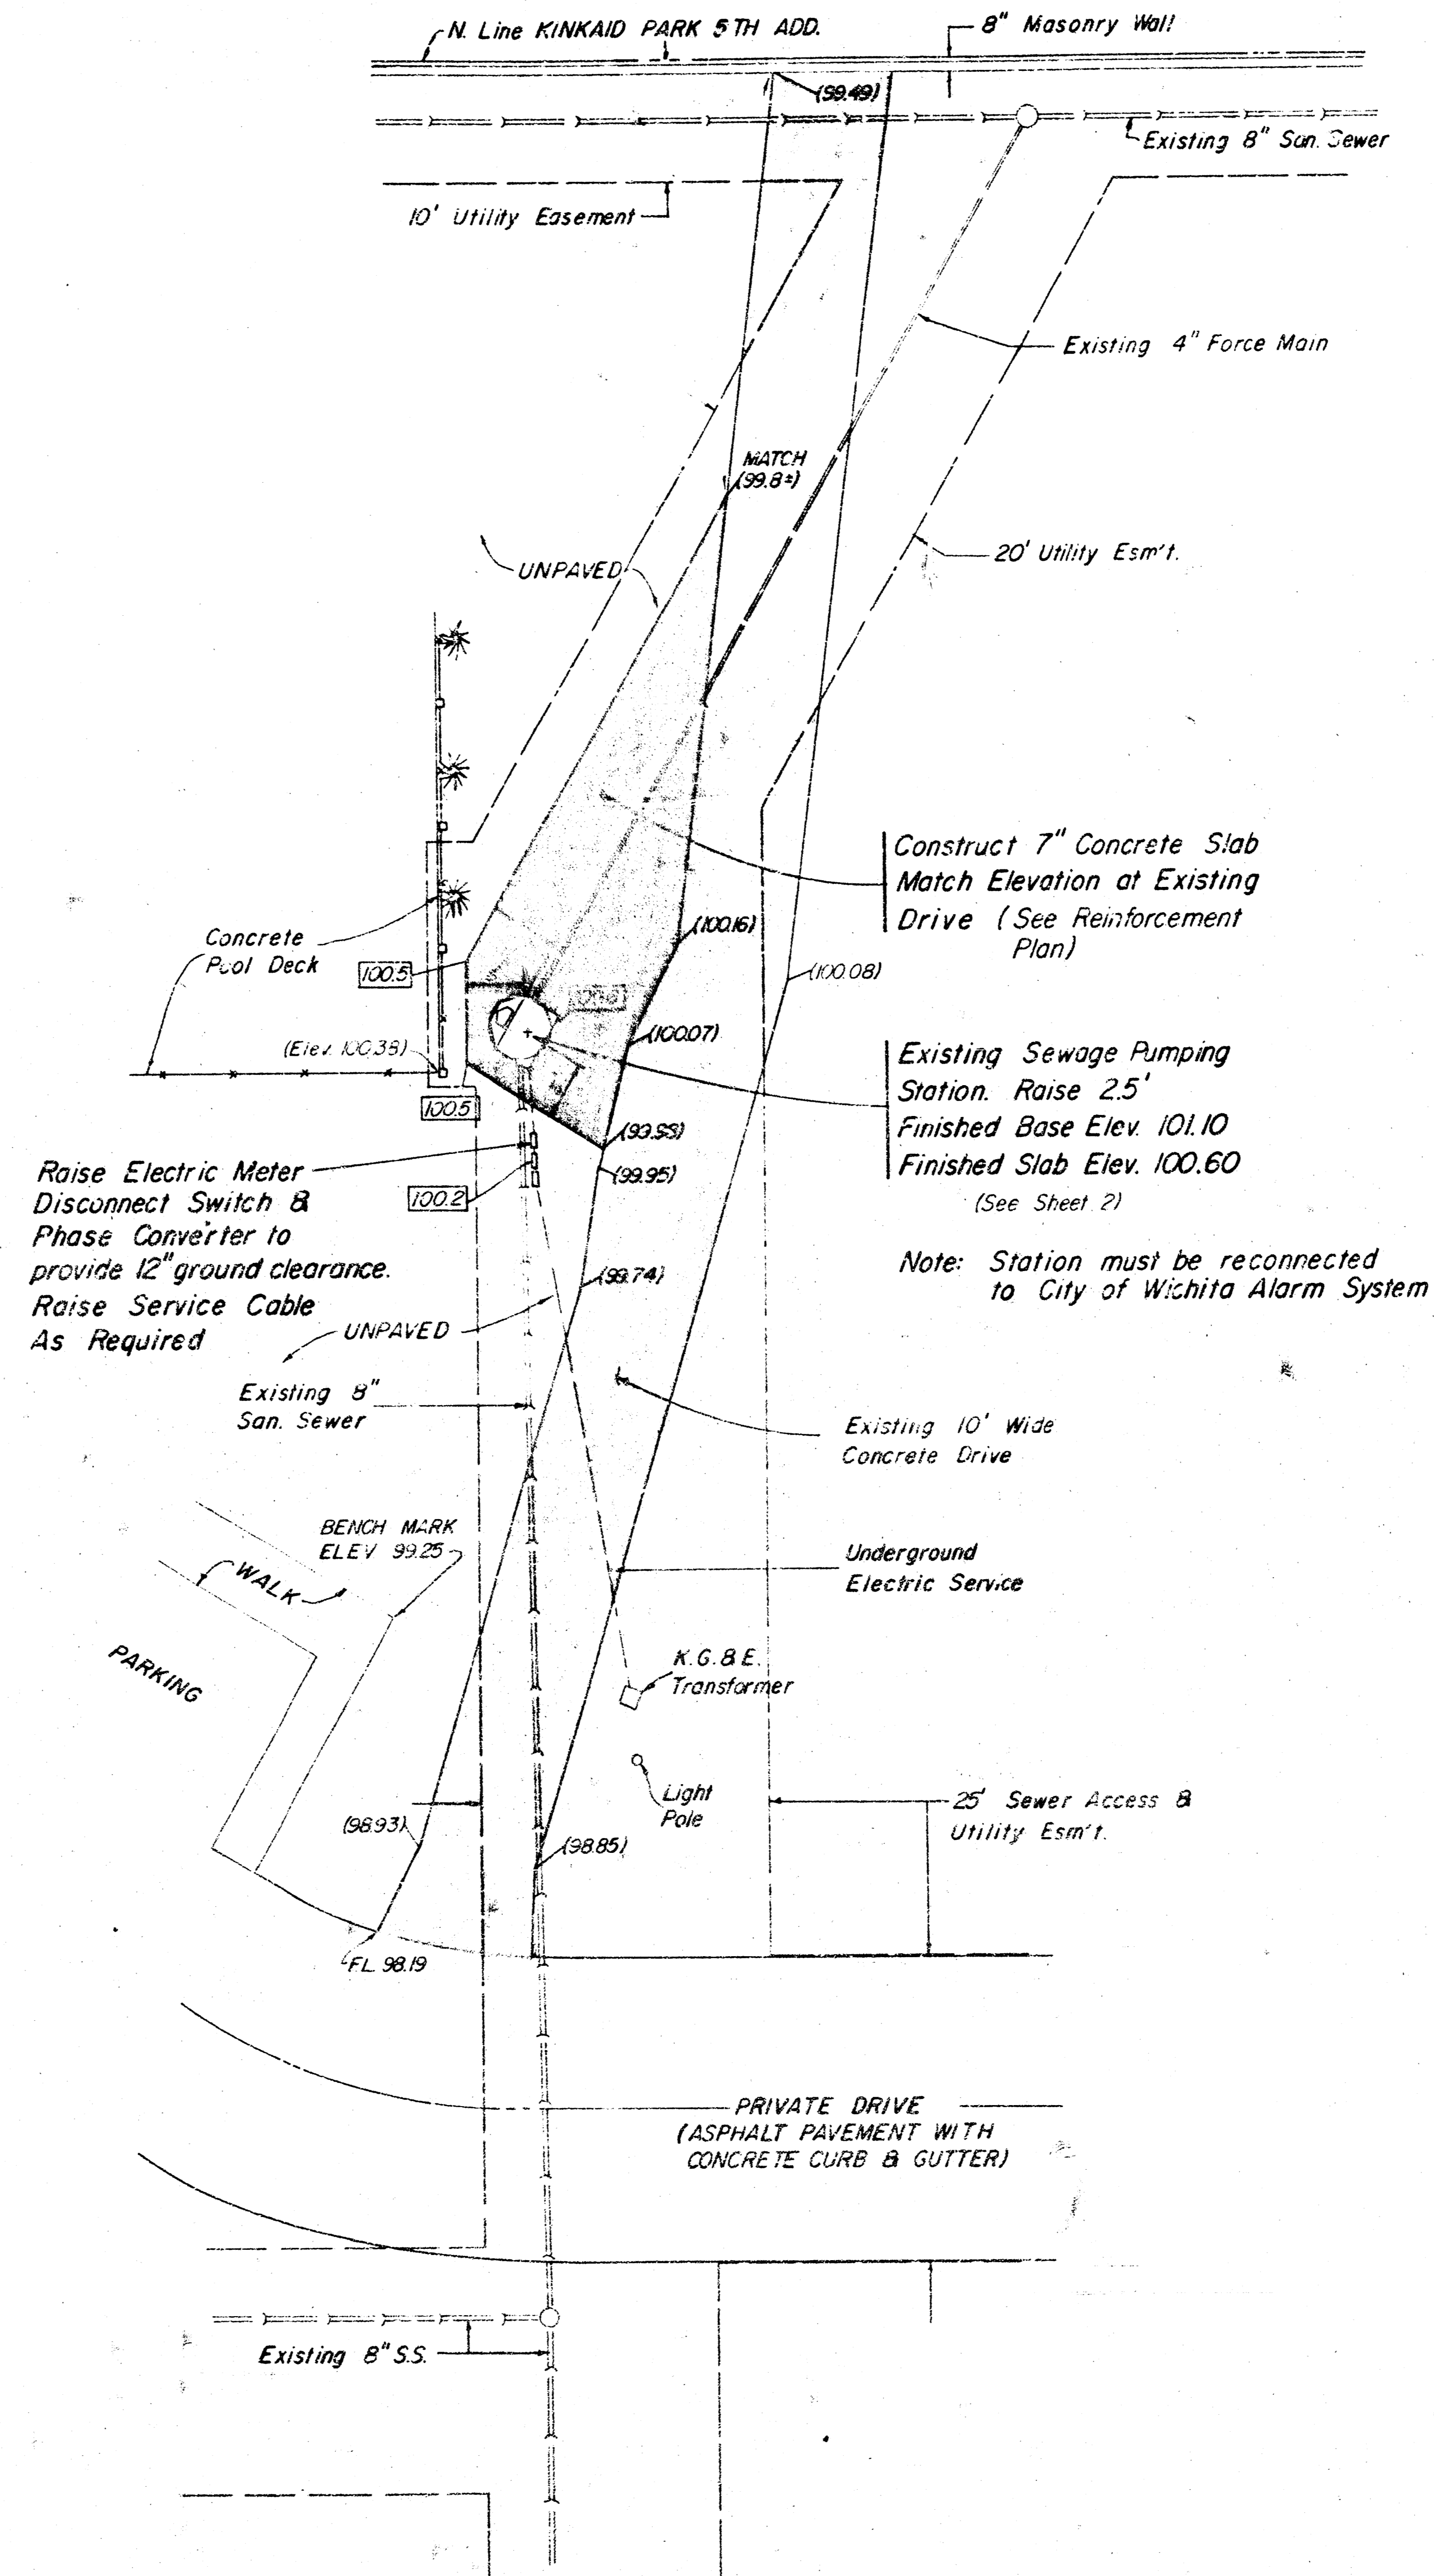 N. Line KINKAID PARK 5TH ADD.
8" Masonry Wall
(99.49)
Existing 8" San. Sewer
10' Utility Easement
Existing 4" Force Main
MATCH
(99.8±)
20' Utility Esm't.
UNPAVED
Construct 7" Concrete Slab
Match Elevation at Existing
Drive (See Reinforcement
Plan)
(100.16)
Concrete
Pool Deck
100.5
(100.08)
(100.07)
(Elev. 100.38)
Existing Sewage Pumping
Station. Raise 2.5'
Finished Base Elev. 101.10
Finished Slab Elev. 100.60
(See Sheet 2)
100.5
(99.95)
100.2
Raise Electric Meter
Disconnect Switch &
Phase Converter to
provide 12" ground clearance.
Raise Service Cable
As Required
Note: Station must be reconnected
to City of Wichita Alarm System
(99.74)
UNPAVED
Existing 8"
San. Sewer
Existing 10' Wide
Concrete Drive
BENCH MARK
ELEV 99.25
WALK
Underground
Electric Service
PARKING
K.G.&E.
Transformer
Light
Pole
25' Sewer Access &
Utility Esm't.
(98.93)
(98.85)
FL 98.19
PRIVATE DRIVE
(ASPHALT PAVEMENT WITH
CONCRETE CURB & GUTTER)
Existing 8" S.S.